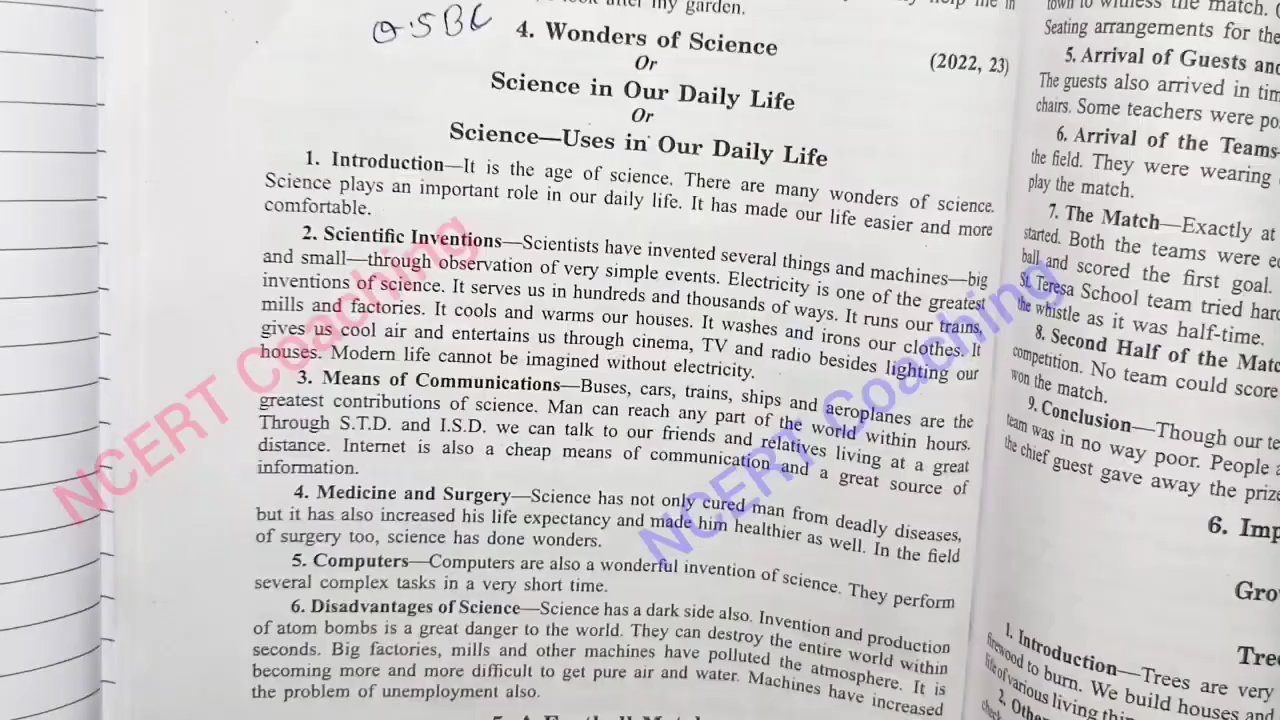 look after my garden.
help me in
Q.5BC
4. Wonders of Science
(2022, 23)
Or
Science in Our Daily Life
Or
Science—Uses in Our Daily Life
1. Introduction—It is the age of science. There are many wonders of science.
Science plays an important role in our daily life. It has made our life easier and more
comfortable.
2. Scientific Inventions—Scientists have invented several things and machines—big
and small—through observation of very simple events. Electricity is one of the greatest
inventions of science. It serves us in hundreds and thousands of ways. It runs our trains,
mills and factories. It cools and warms our houses. It washes and irons our clothes. It
gives us cool air and entertains us through cinema, TV and radio besides lighting our
houses. Modern life cannot be imagined without electricity.
3. Means of Communications—Buses, cars, trains, ships and aeroplanes are the
greatest contributions of science. Man can reach any part of the world within hours.
Through S.T.D. and I.S.D. we can talk to our friends and relatives living at a great
distance. Internet is also a cheap means of communication and a great source of
information.
4. Medicine and Surgery—Science has not only cured man from deadly diseases,
but it has also increased his life expectancy and made him healthier as well. In the field
of surgery too, science has done wonders.
5. Computers—Computers are also a wonderful invention of science. They perform
several complex tasks in a very short time.
6. Disadvantages of Science—Science has a dark side also. Invention and production
of atom bombs is a great danger to the world. They can destroy the entire world within
seconds. Big factories, mills and other machines have polluted the atmosphere. It is
becoming more and more difficult to get pure air and water. Machines have increased
the problem of unemployment also.
5. A Football Match
town to witness the match.
Seating arrangements for the
5. Arrival of Guests and
The guests also arrived in
chairs. Some teachers were
6. Arrival of the Teams—
the field. They were wearing
play the match.
7. The Match—Exactly at
started. Both the teams were
ball and scored the first goal.
St. Teresa School team tried hard
the whistle as it was half-time.
8. Second Half of the
competition. No team could score
won the match.
9. Conclusion—Though our
team was in no way poor. People
the chief guest gave away the
6.
1. Introduction—Trees are very
firewood to burn. We build houses and
life of various living
2.
NCERT Coaching
NCERT Coaching